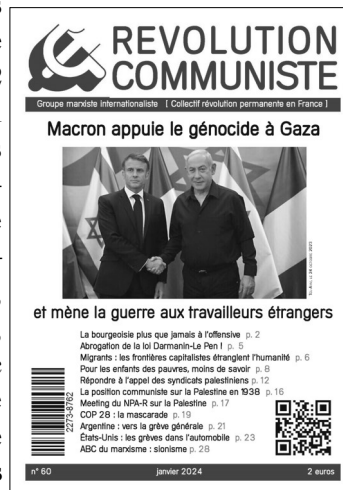 REVOLUTION
COMMUNISTE
Groupe marxiste internationaliste [ Collectif révolution permanente en France ]
Macron appuie le génocide à Gaza
et mène la guerre aux travailleurs étrangers
La bourgeoisie plus que jamais à l'offensive p. 2
Abrogation de la loi Darmanin-Le Pen ! p. 5
Migrants : les frontières capitalistes étranglent l'humanité p. 6
Pour les enfants des pauvres, moins de savoir p. 8
Répondre à l'appel des syndicats palestiniens p. 12
La position communiste sur la Palestine en 1938 p. 16
Meeting du NPA-R sur la Palestine p. 17
COP 28 : la mascarade p. 19
Argentine : vers la grève générale p. 21
États-Unis : les grèves dans l'automobile p. 23
ABC du marxisme : sionisme p. 28
2273-8762
n° 60 janvier 2024 2 euros